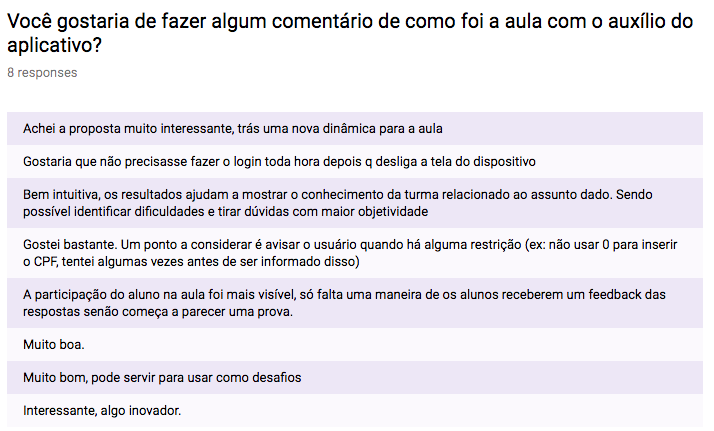 Você gostaria de fazer algum comentário de como foi a aula com o auxílio do
aplicativo?
8 responses
Achei a proposta muito interessante, trás uma nova dinâmica para a aula
Gostaria que não precisasse fazer o login toda hora depois q desliga a tela do dispositivo
Bem intuitiva, os resultados ajudam a mostrar o conhecimento da turma relacionado ao assunto dado. Sendo
possível identificar dificuldades e tirar dúvidas com maior objetividade
Gostei bastante. Um ponto a considerar é avisar o usuário quando há alguma restrição (ex: não usar 0 para inserir
o CPF, tentei algumas vezes antes de ser informado disso)
A participação do aluno na aula foi mais visível, só falta uma maneira de os alunos receberem um feedback das
respostas senão começa a parecer uma prova.
Muito boa.
Muito bom, pode servir para usar como desafios
Interessante, algo inovador.